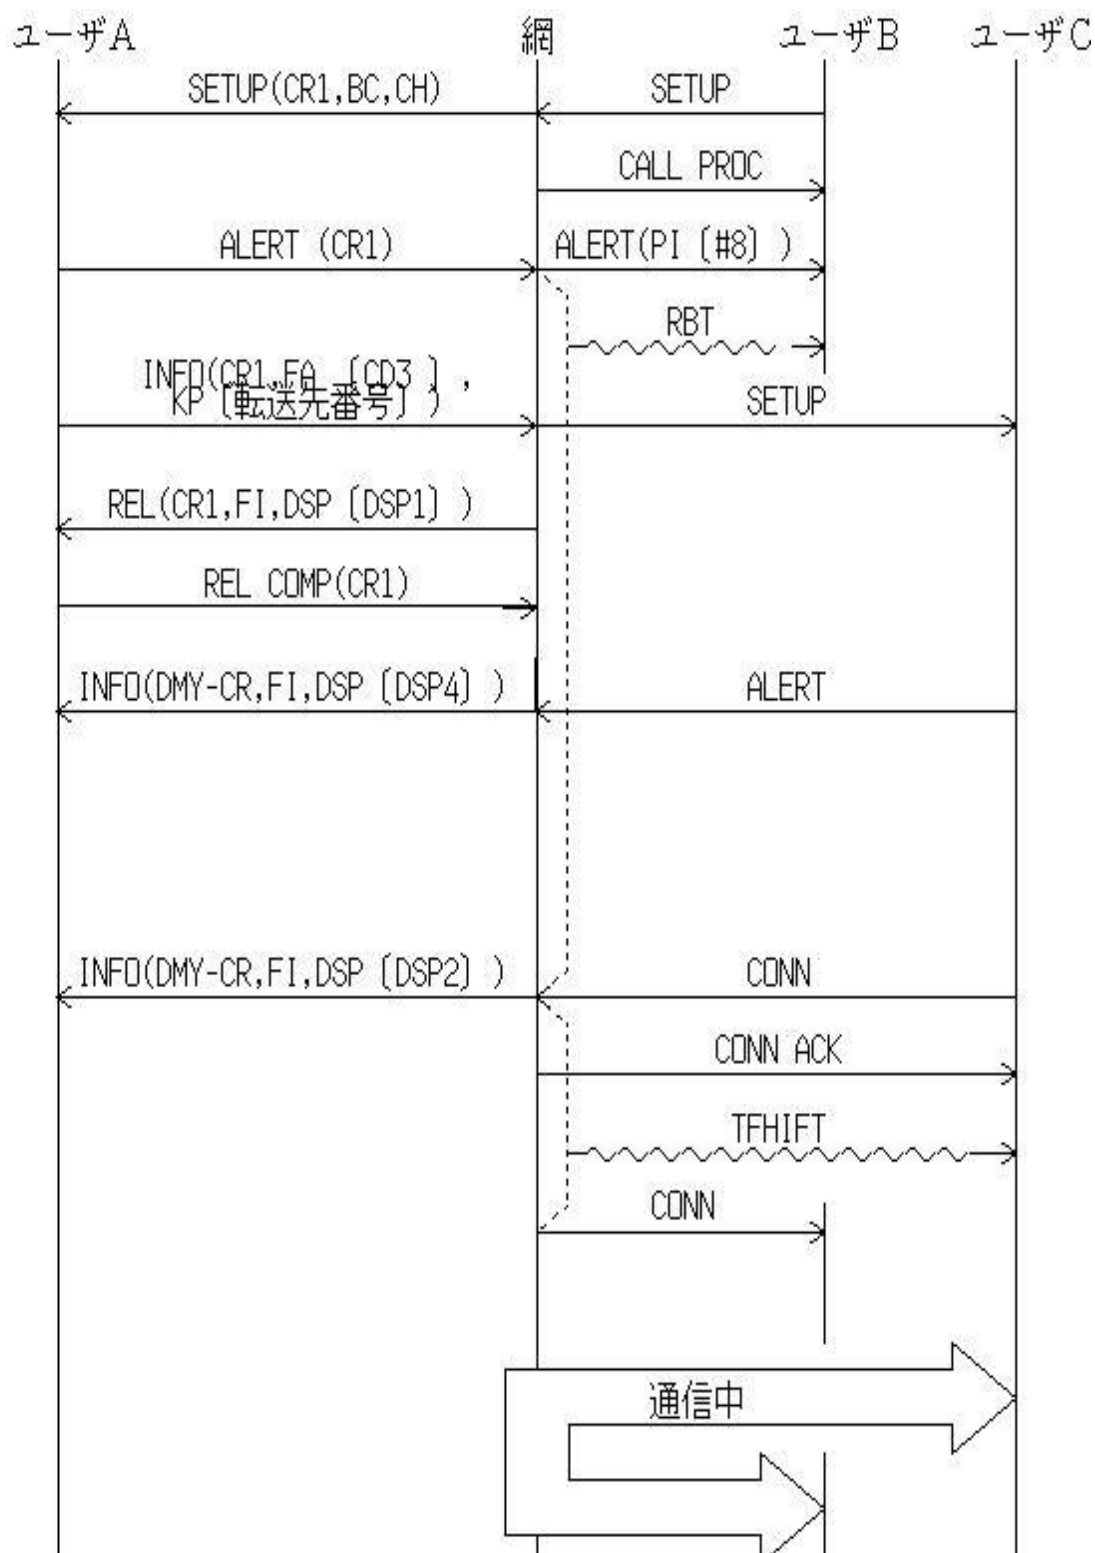 ユーザA 網 ユーザB ユーザC
SETUP(CR1,BC,CH) SETUP
CALL PROC
ALERT (CR1) ALERT(PI〔#8〕)
RBT
INFO(CR1,FA 〔CD3 〕,
KP〔転送先番号〕) SETUP
REL(CR1,FI,DSP〔DSP1〕)
REL COMP(CR1)
INFO(DMY-CR,FI,DSP〔DSP4〕) ALERT
INFO(DMY-CR,FI,DSP〔DSP2〕) CONN
CONN ACK
TFHIFT
CONN
通信中